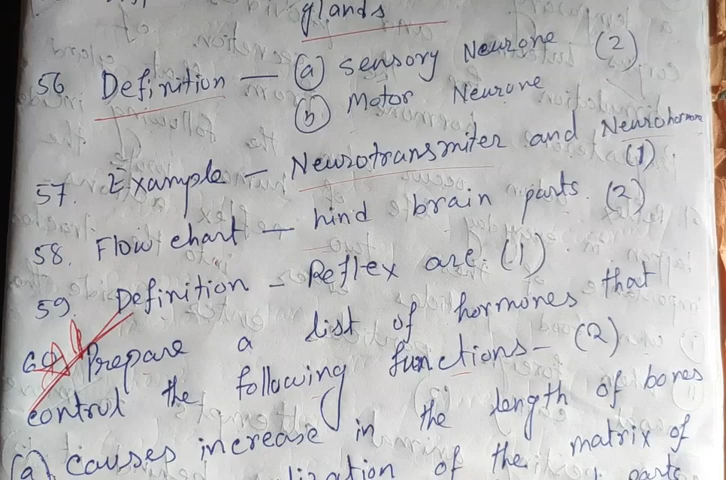 glands
56. Definition — (a) Sensory Neurone (2)
(b) Motor Neurone
57. Example — Neurotransmiter and Neurohormone (1)
58. Flow chart — hind brain parts. (2)
59. Definition - Reflex are. (1)
60. Prepare a list of hormones that
control the following functions - (2)
(a) causes increase in the length of bones
of the matrix of
parts